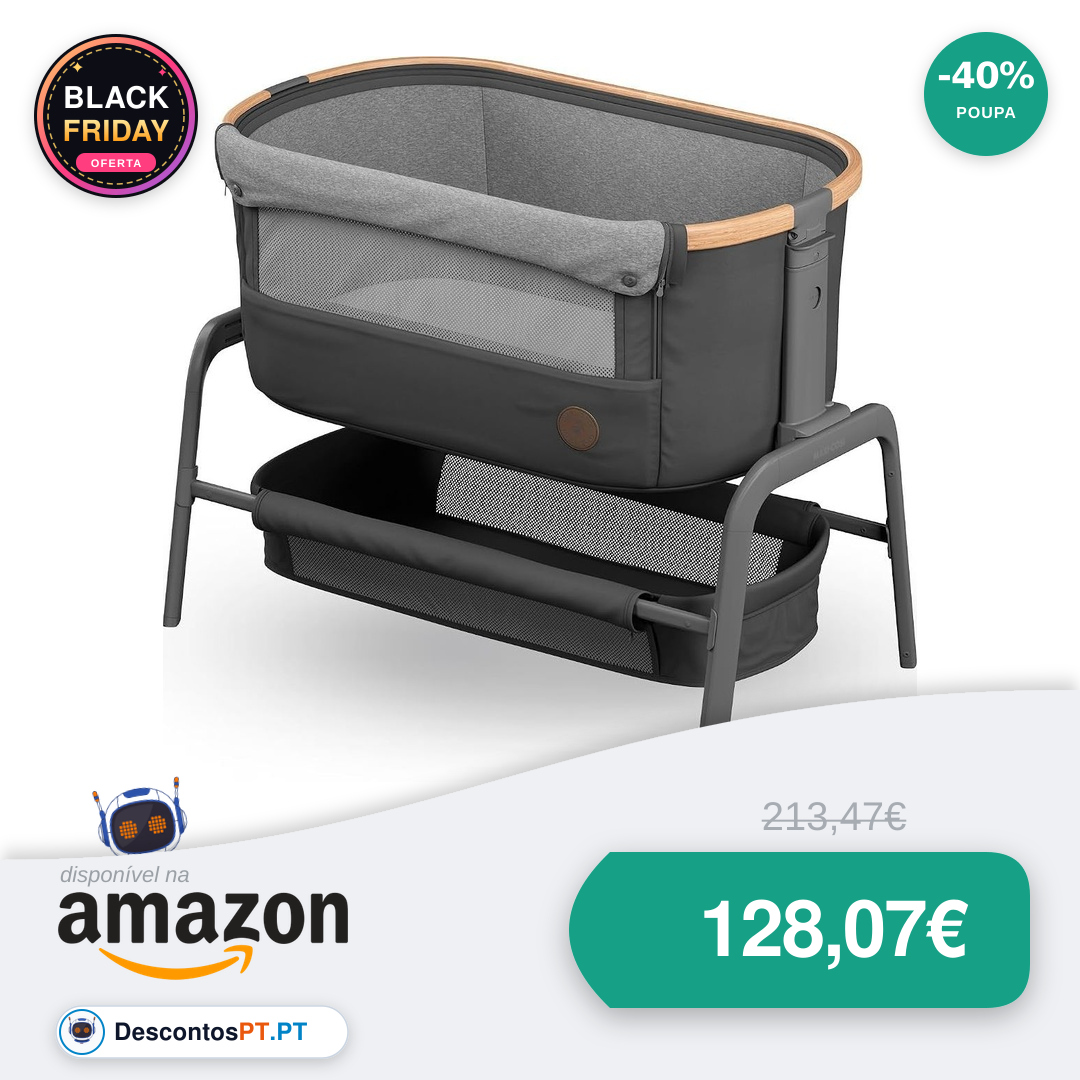 BLACK
FRIDAY
OFERTA
-40%
POUPA
213,47€
128,07€
disponível na
amazon
DescontosPT.PT